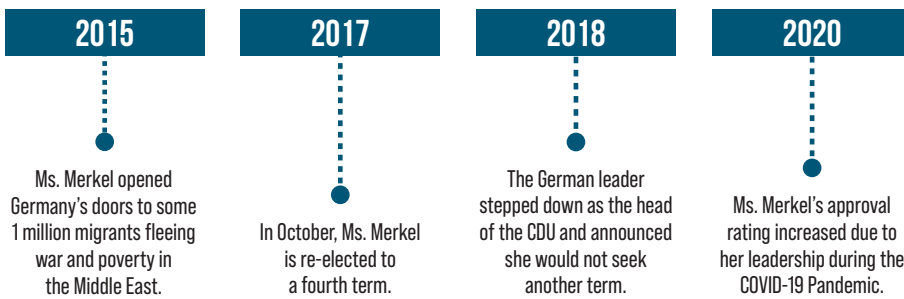 2015
Ms. Merkel opened
Germany's doors to some
1 million migrants fleeing
war and poverty in
the Middle East.
2017
In October, Ms. Merkel
is re-elected to
a fourth term.
2018
The German leader
stepped down as the head
of the CDU and announced
she would not seek
another term.
2020
Ms. Merkel's approval
rating increased due to
her leadership during the
COVID-19 Pandemic.